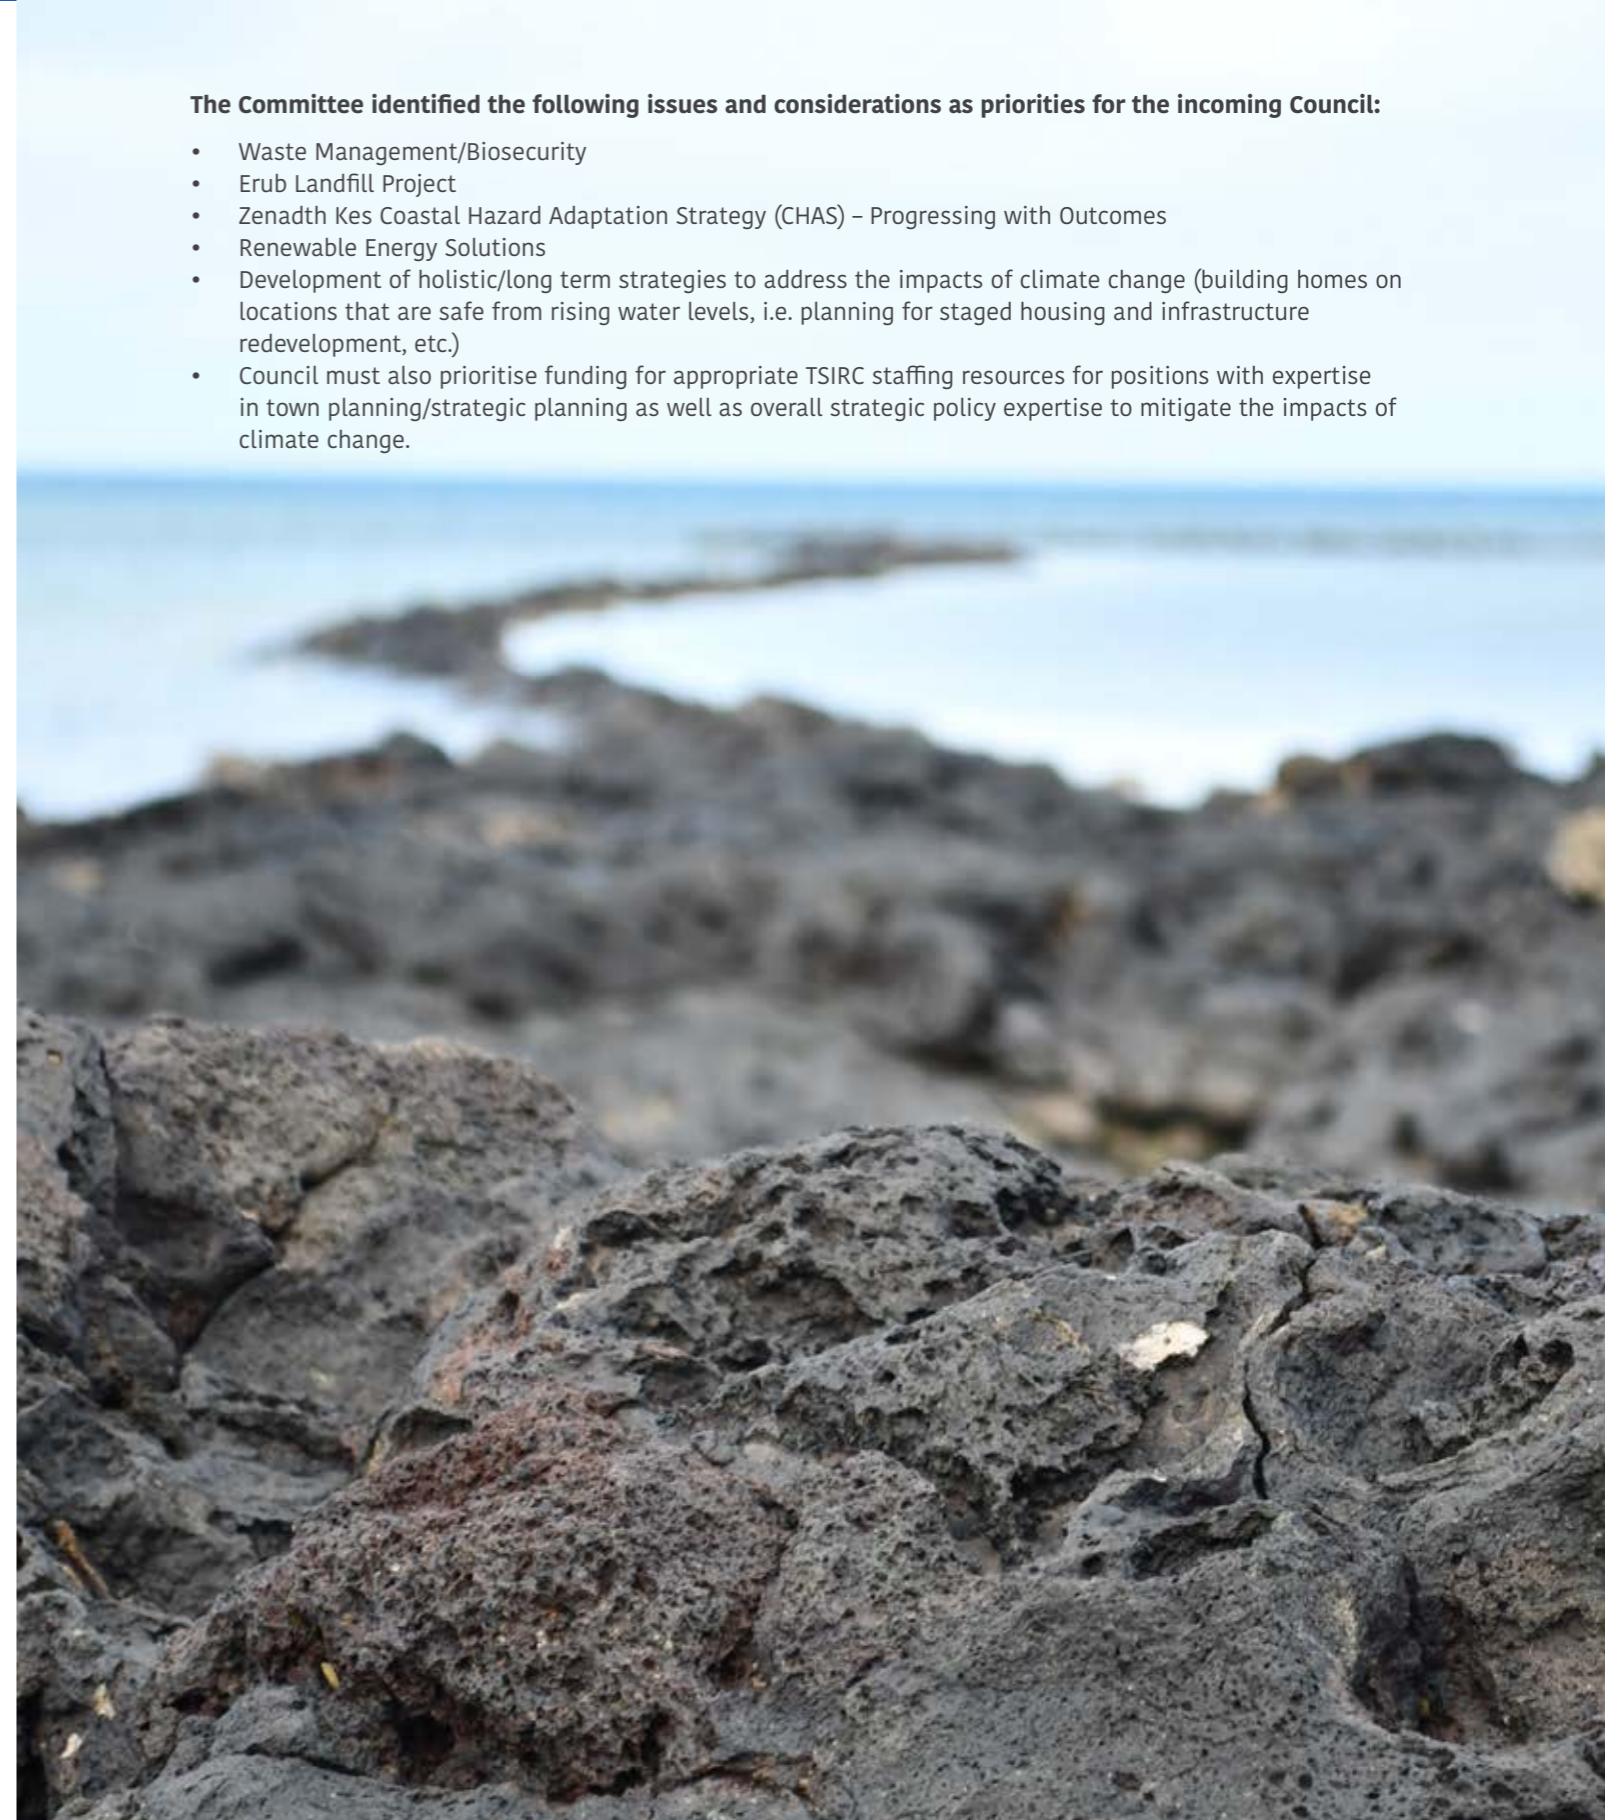 The Committee identified the following issues and considerations as priorities for the incoming Council:
• Waste Management/Biosecurity
• Erub Landfill Project
• Zenadth Kes Coastal Hazard Adaptation Strategy (CHAS) – Progressing with Outcomes
• Renewable Energy Solutions
• Development of holistic/long term strategies to address the impacts of climate change (building homes on
locations that are safe from rising water levels, i.e. planning for staged housing and infrastructure
redevelopment, etc.)
• Council must also prioritise funding for appropriate TSIRC staffing resources for positions with expertise
in town planning/strategic planning as well as overall strategic policy expertise to mitigate the impacts of
climate change.